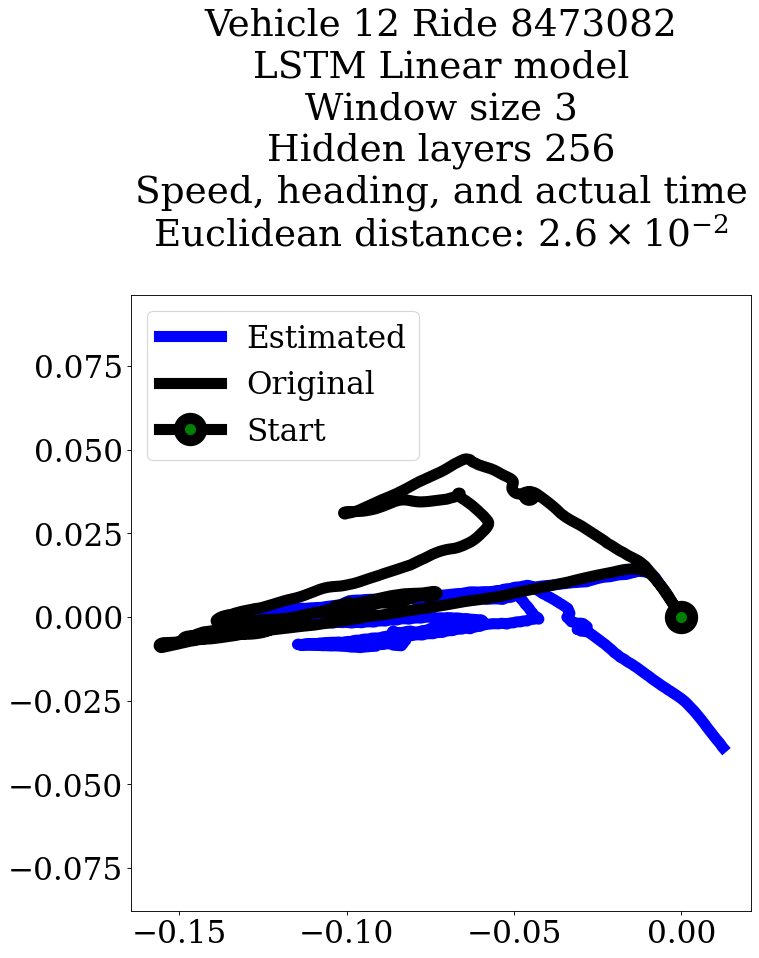 Vehicle 12 Ride 8473082
LSTM Linear model
Window size 3
Hidden layers 256
Speed, heading, and actual time
Euclidean distance: 2.6 × 10⁻²
Estimated
Original
Start
0.075
0.050
0.025
0.000
−0.025
−0.050
−0.075
−0.15 −0.10 −0.05 0.00